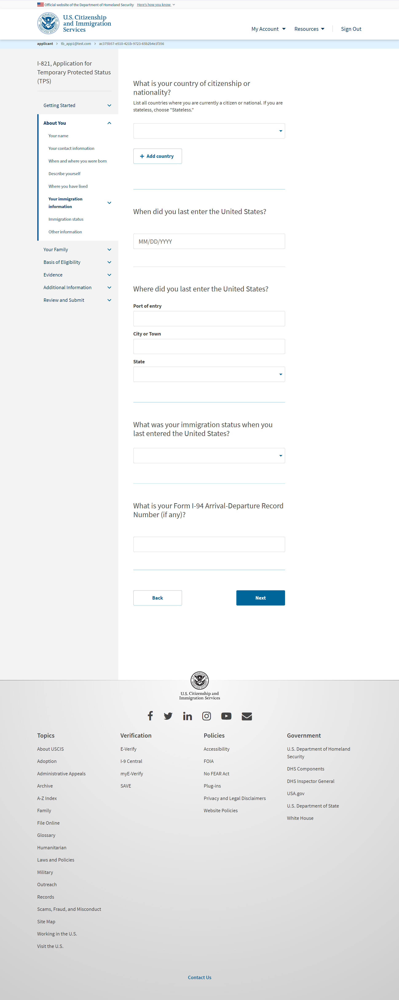 Official website of the Department of Homeland Security Here's how you know
U.S. Citizenship
and Immigration
Services
My Account Resources Sign Out
applicant > tb_app1@test.com > ac375b57-e510-421b-9723-65b2b4e1f356
I-821, Application for
Temporary Protected Status
(TPS)
Getting Started
About You
Your name
Your contact information
When and where you were born
Describe yourself
Where you have lived
Your immigration
information
Immigration status
Other information
Your Family
Basis of Eligibility
Evidence
Additional Information
Review and Submit
What is your country of citizenship or
nationality?
List all countries where you are currently a citizen or national. If you are
stateless, choose "Stateless."
+ Add country
When did you last enter the United States?
MM/DD/YYYY
Where did you last enter the United States?
Port of entry
City or Town
State
What was your immigration status when you
last entered the United States?
What is your Form I-94 Arrival-Departure Record
Number (if any)?
Back Next
U.S. Citizenship and
Immigration Services
Topics
About USCIS
Adoption
Administrative Appeals
Archive
A-Z Index
Family
File Online
Glossary
Humanitarian
Laws and Policies
Military
Outreach
Records
Scams, Fraud, and Misconduct
Site Map
Working in the U.S.
Visit the U.S.
Verification
E-Verify
I-9 Central
myE-Verify
SAVE
Policies
Accessibility
FOIA
No FEAR Act
Plug-ins
Privacy and Legal Disclaimers
Website Policies
Government
U.S. Department of Homeland
Security
DHS Components
DHS Inspector General
USA.gov
U.S. Department of State
White House
Contact Us